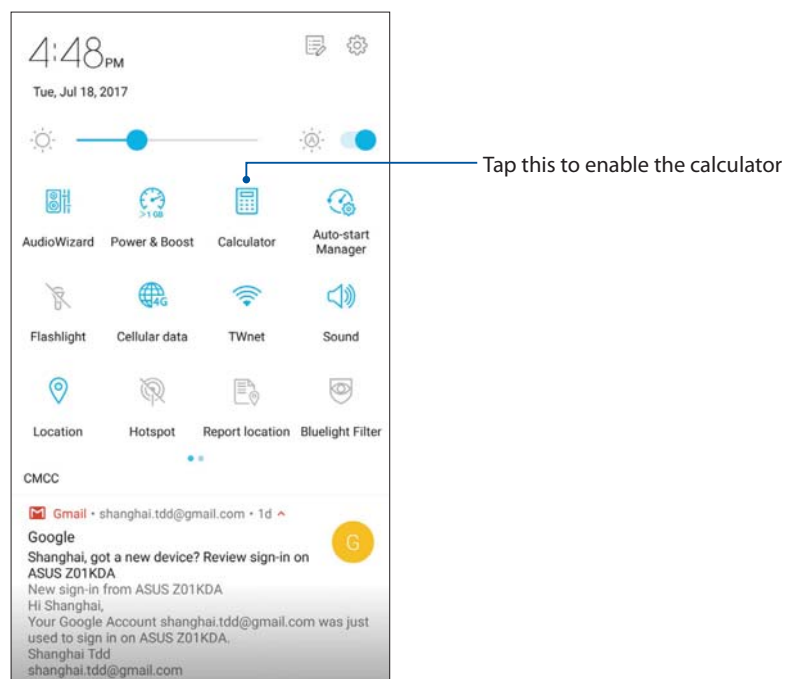 4:48PM
Tue, Jul 18, 2017
A
Tap this to enable the calculator
>1 GB
AudioWizard Power & Boost Calculator Auto-start Manager
4G
Flashlight Cellular data TWnet Sound
Location Hotspot Report location Bluelight Filter
CMCC
Gmail • shanghai.tdd@gmail.com • 1d
Google
G
Shanghai, got a new device? Review sign-in on
ASUS Z01KDA
New sign-in from ASUS Z01KDA
Hi Shanghai,
Your Google Account shanghai.tdd@gmail.com was just
used to sign in on ASUS Z01KDA.
Shanghai Tdd
shanghai.tdd@gmail.com